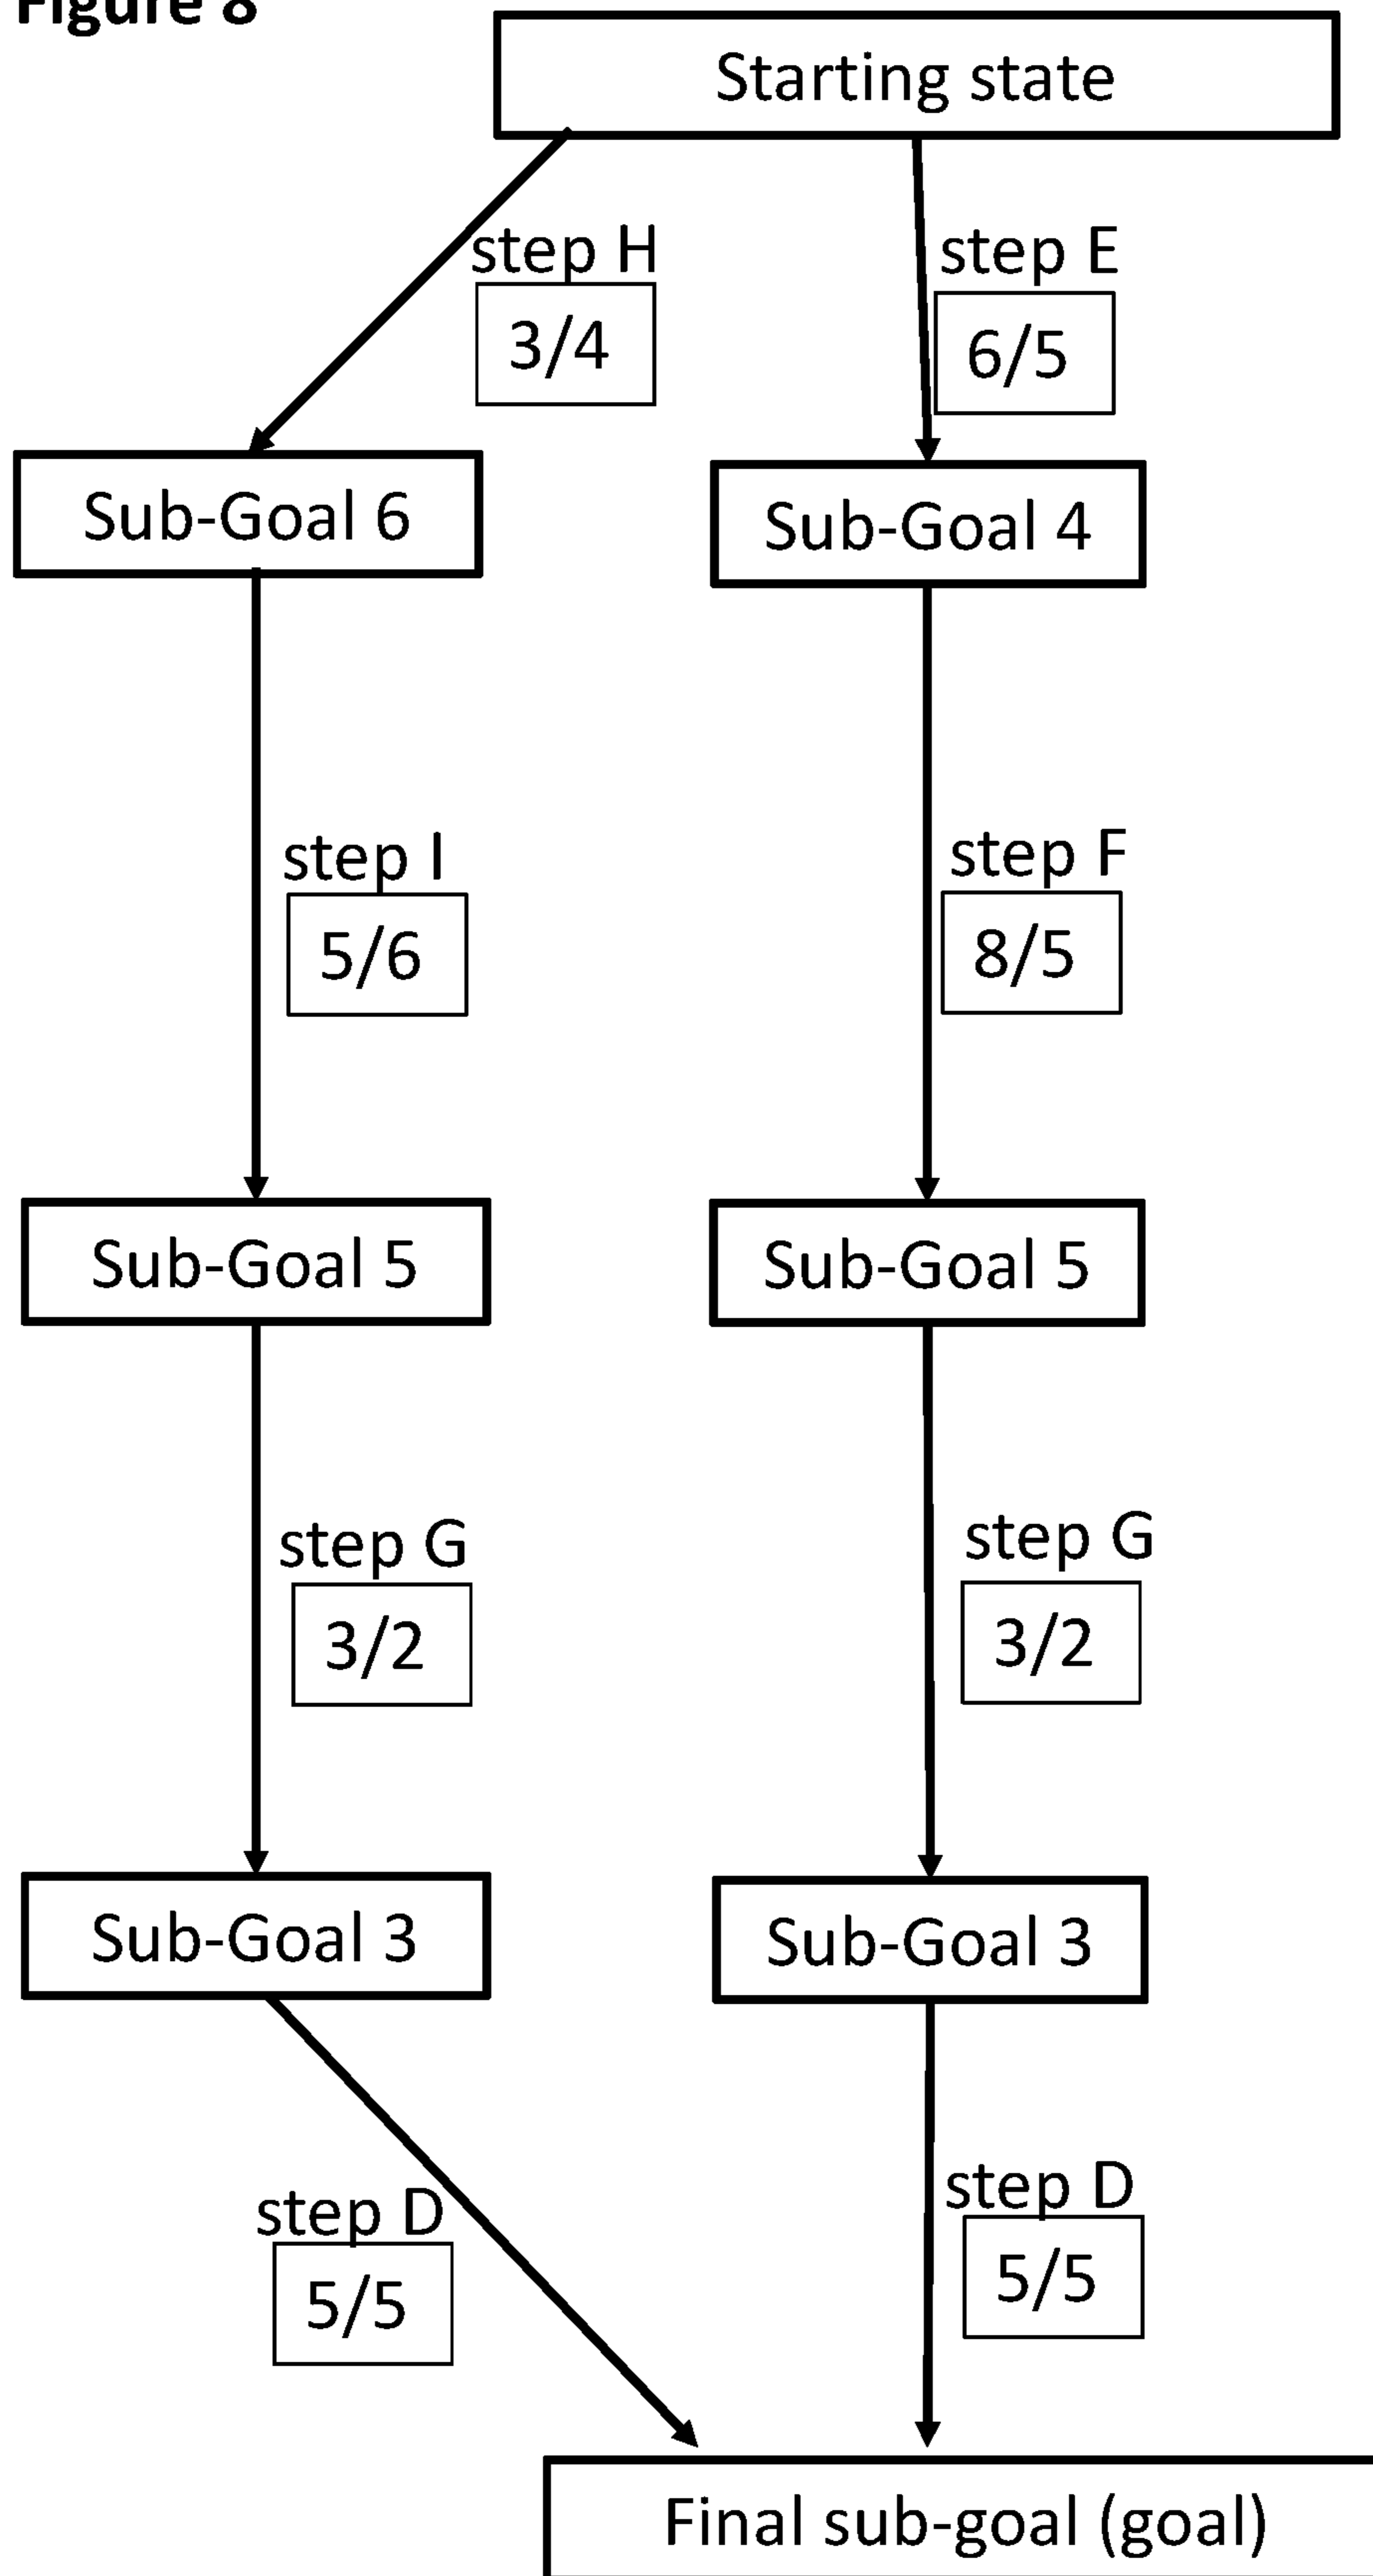 Figure 8
Starting state
step H
3/4
step E
6/5
Sub-Goal 6
Sub-Goal 4
step I
5/6
step F
8/5
Sub-Goal 5
Sub-Goal 5
step G
3/2
step G
3/2
Sub-Goal 3
Sub-Goal 3
step D
5/5
step D
5/5
Final sub-goal (goal)